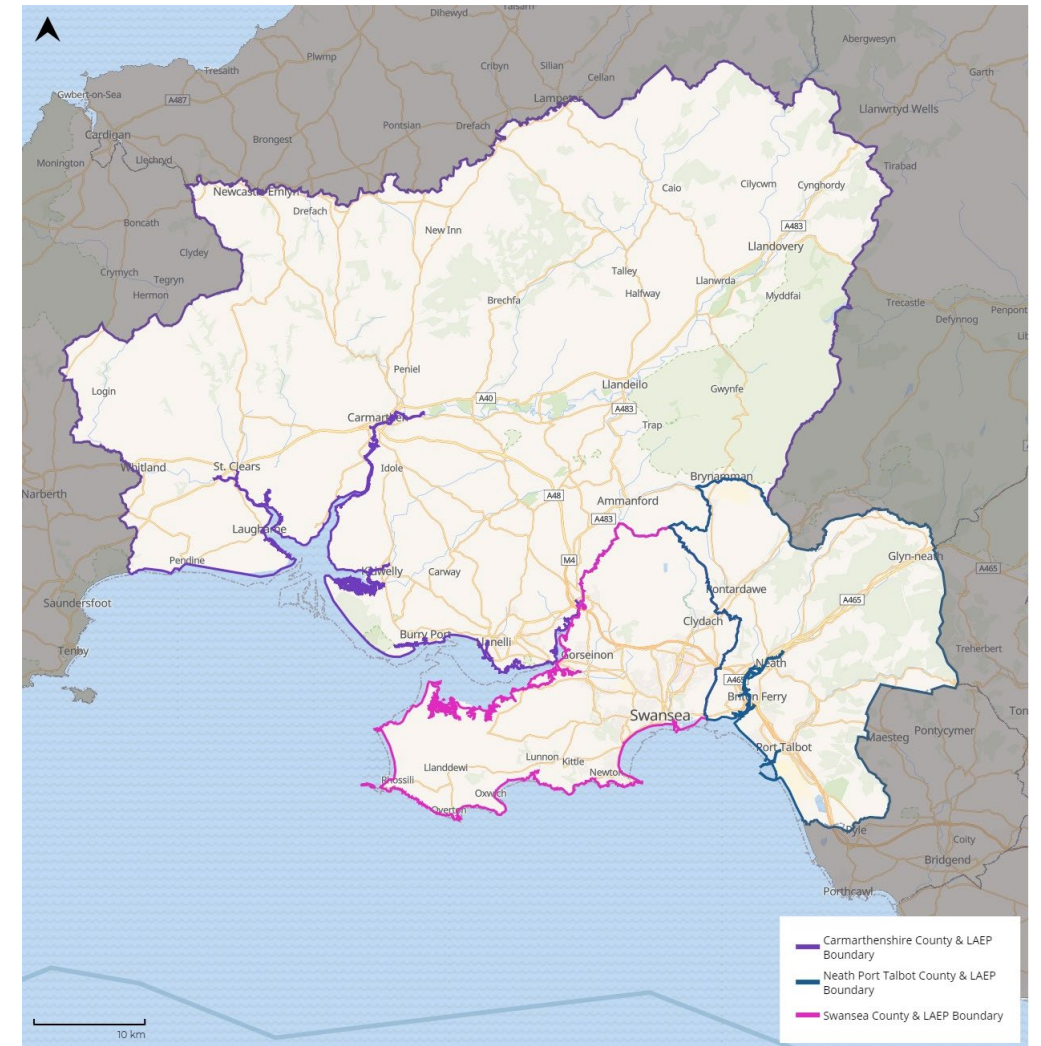 Dihewyd
Talsarn
Abergwesyn
Plwmp
Cribyn
Silian
Cellan
Tresaith
Garth
Gwbert-on-Sea
A487
Lampeter
Llanwrtyd Wells
Cardigan
Brongest
Pontsian
Drefach
Monington
Llechryd
Tirabad
Newcastle Emlyn
Caio
Cilycwm
Cynghordy
Drefach
Boncath
New Inn
A483
Clydey
Llandovery
Crymych
Tegryn
Talley
Llanwrda
Hermon
Brechfa
Halfway
Myddfai
Trecastle
Defynnog
Penpont
Peniel
Login
Llandeilo
Gwynfe
A40
Carmarthen
A483
Trap
Whitland
St. Clears
Idole
Brynamman
Narberth
A48
Ammanford
Laugharne
A483
Pendine
M4
Glyn-neath
Kidwelly
Carway
A465
Saundersfoot
Pontardawe
A465
Clydach
Burry Port
Llanelli
Tenby
Gorseinon
Treherbert
Neath
A465
Briton Ferry
Swansea
Maesteg
Pontycymer
Port Talbot
Llanddewi
Lunnon
Kittle
Newton
Rhossili
Oxwich
Overton
Pyle
Coity
Bridgend
Porthcawl
Carmarthenshire County & LAEP
Boundary
Neath Port Talbot County & LAEP
Boundary
Swansea County & LAEP Boundary
10 km